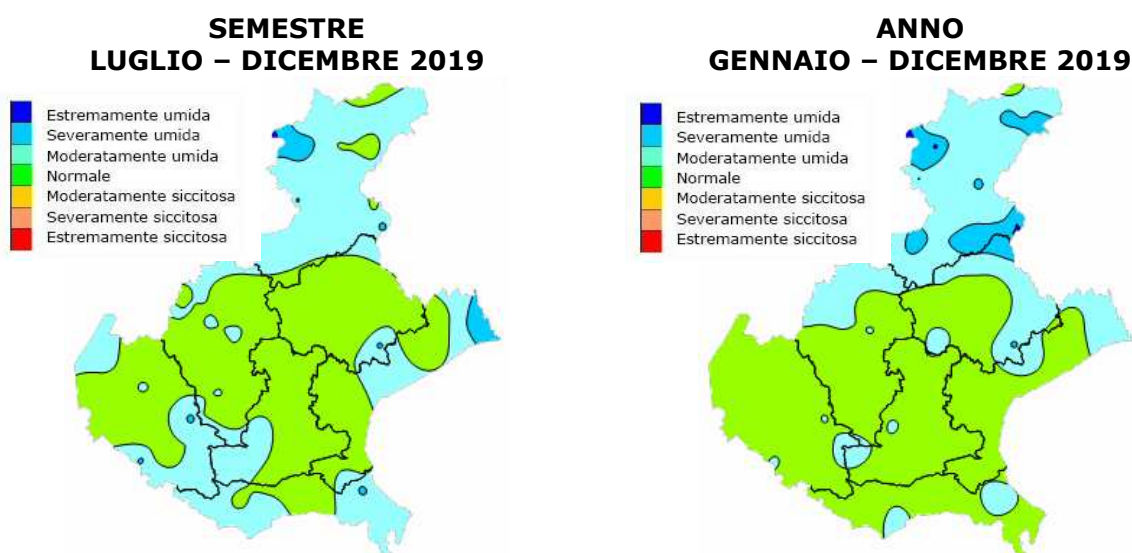 SEMESTRE
LUGLIO – DICEMBRE 2019
Estremamente umida
Severamente umida
Moderatamente umida
Normale
Moderatamente siccitosa
Severamente siccitosa
Estremamente siccitosa
ANNO
GENNAIO – DICEMBRE 2019
Estremamente umida
Severamente umida
Moderatamente umida
Normale
Moderatamente siccitosa
Severamente siccitosa
Estremamente siccitosa